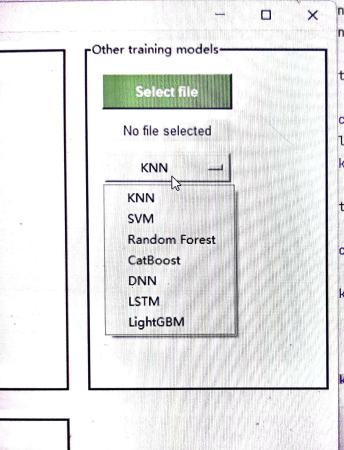 Other training models
Select file
No file selected
KNN
KNN
SVM
Random Forest
CatBoost
DNN
LSTM
LightGBM